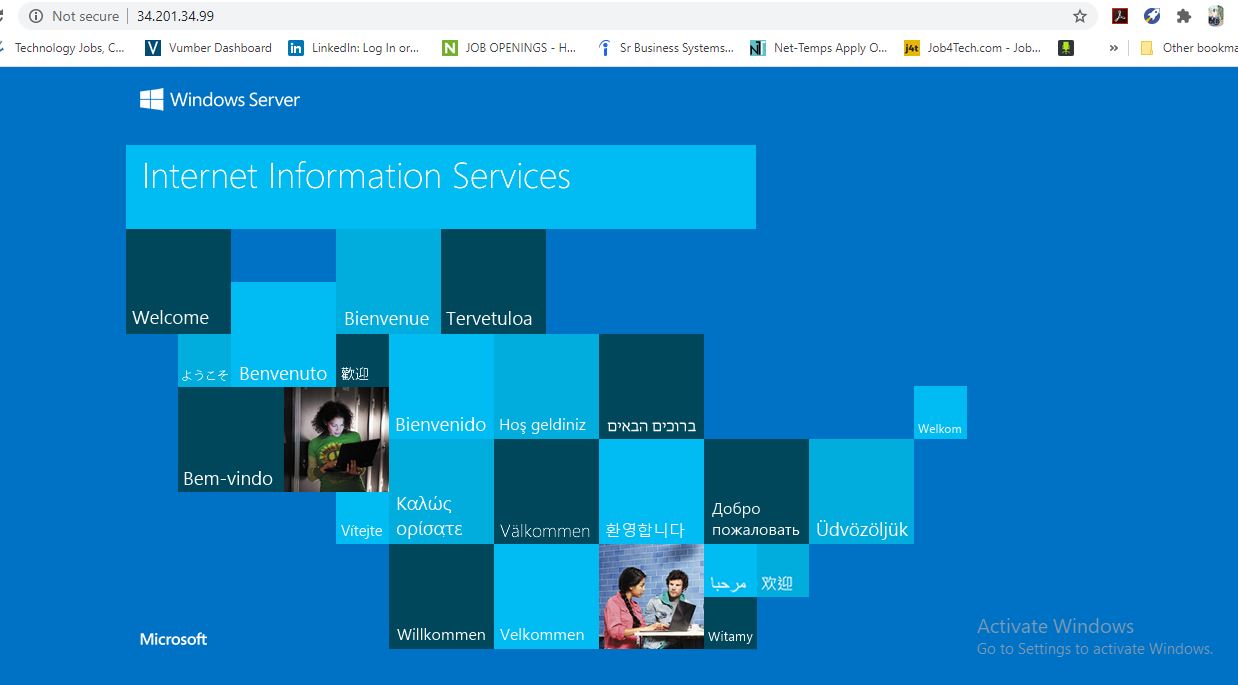 Not secure
34.201.34.99
Technology Jobs, C...
Vumber Dashboard
LinkedIn: Log In or...
JOB OPENINGS - H...
Sr Business Systems...
Net-Temps Apply O...
j4t
Job4Tech.com - Job...
»
Other bookma
Windows Server
Internet Information Services
Welcome
Bienvenue
Tervetuloa
ようこそ
Benvenuto
歡迎
Bienvenido
Hoş geldiniz
ברוכים הבאים
Welkom
Bem-vindo
Vítejte
Καλώς
ορίσατε
Välkommen
환영합니다
Добро
пожаловать
Üdvözöljük
مرحبا
欢迎
Willkommen
Velkommen
Witamy
Microsoft
Activate Windows
Go to Settings to activate Windows.